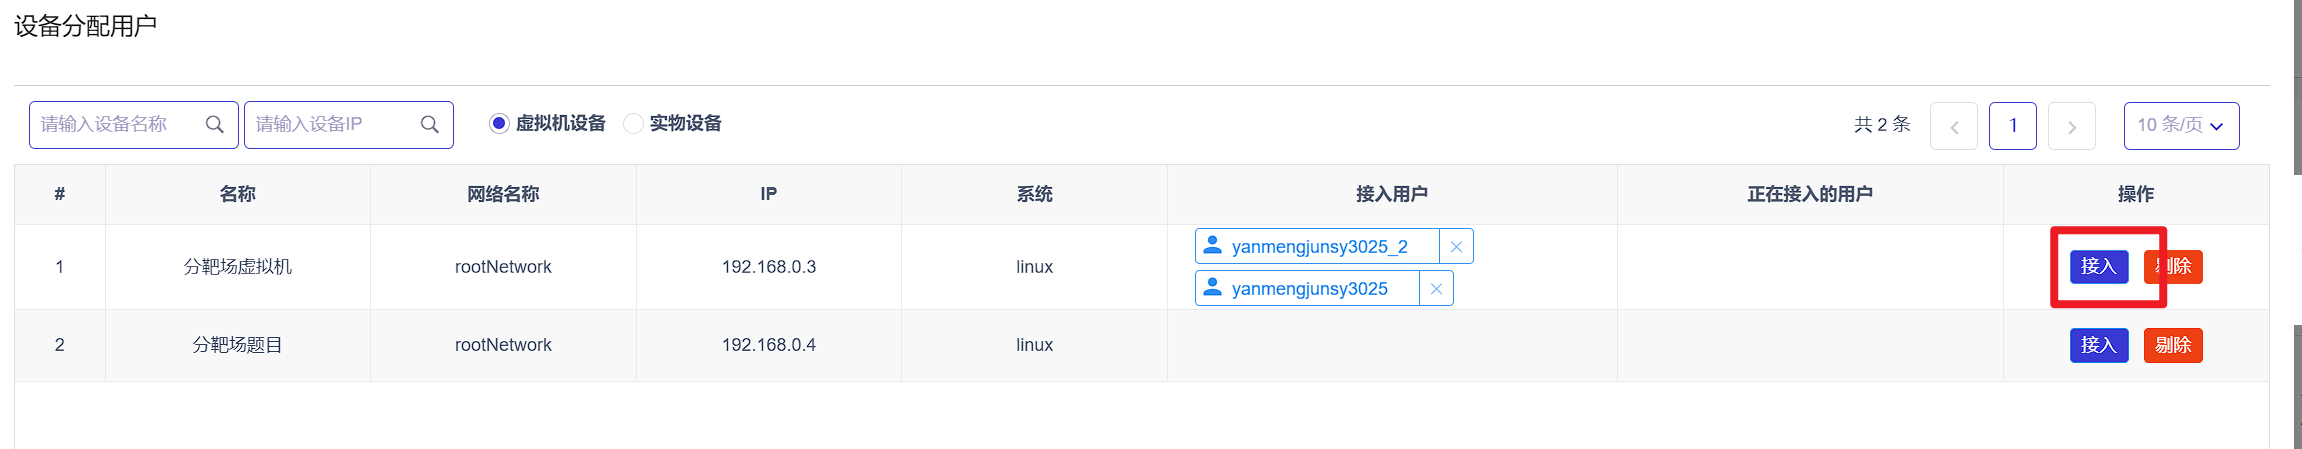 设备分配用户
请输入设备名称 请输入设备IP 虚拟机设备 实物设备 共 2 条 1 10 条/页
# 名称 网络名称 IP 系统 接入用户 正在接入的用户 操作
yanmengjunsy3025_2
1 分靶场虚拟机 rootNetwork 192.168.0.3 linux 接入 剔除
yanmengjunsy3025
2 分靶场题目 rootNetwork 192.168.0.4 linux 接入 剔除